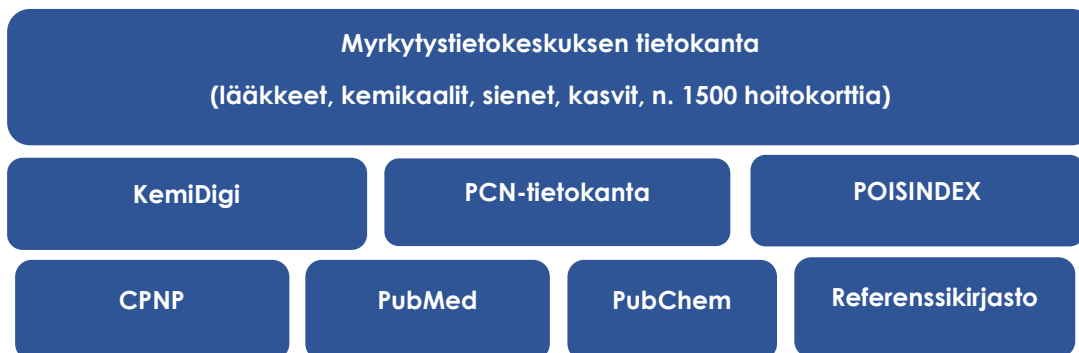 Myrkytystietokeskuksen tietokanta
(lääkkeet, kemikaalit, sienet, kasvit, n. 1500 hoitokorttia)
KemiDigi
PCN-tietokanta
POISINDEX
CPNP
PubMed
PubChem
Referenssikirjasto